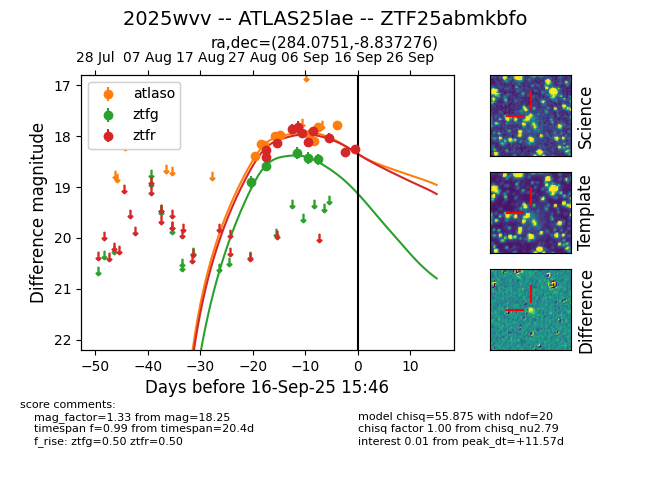 2025wvv -- ATLAS25lae -- ZTF25abmkbfo
ra,dec=(284.0751,-8.837276)
28 Jul 07 Aug 17 Aug 27 Aug 06 Sep 16 Sep 26 Sep
17
18
19
20
21
22
Difference magnitude
atlaso
ztfg
ztfr
−50 −40 −30 −20 −10 0 10
Days before 16-Sep-25 15:46
Science
Template
Difference
score comments:
mag_factor=1.33 from mag=18.25
timespan f=0.99 from timespan=20.4d
f_rise: ztfg=0.50 ztfr=0.50
model chisq=55.875 with ndof=20
chisq factor 1.00 from chisq_nu2.79
interest 0.01 from peak_dt=+11.57d